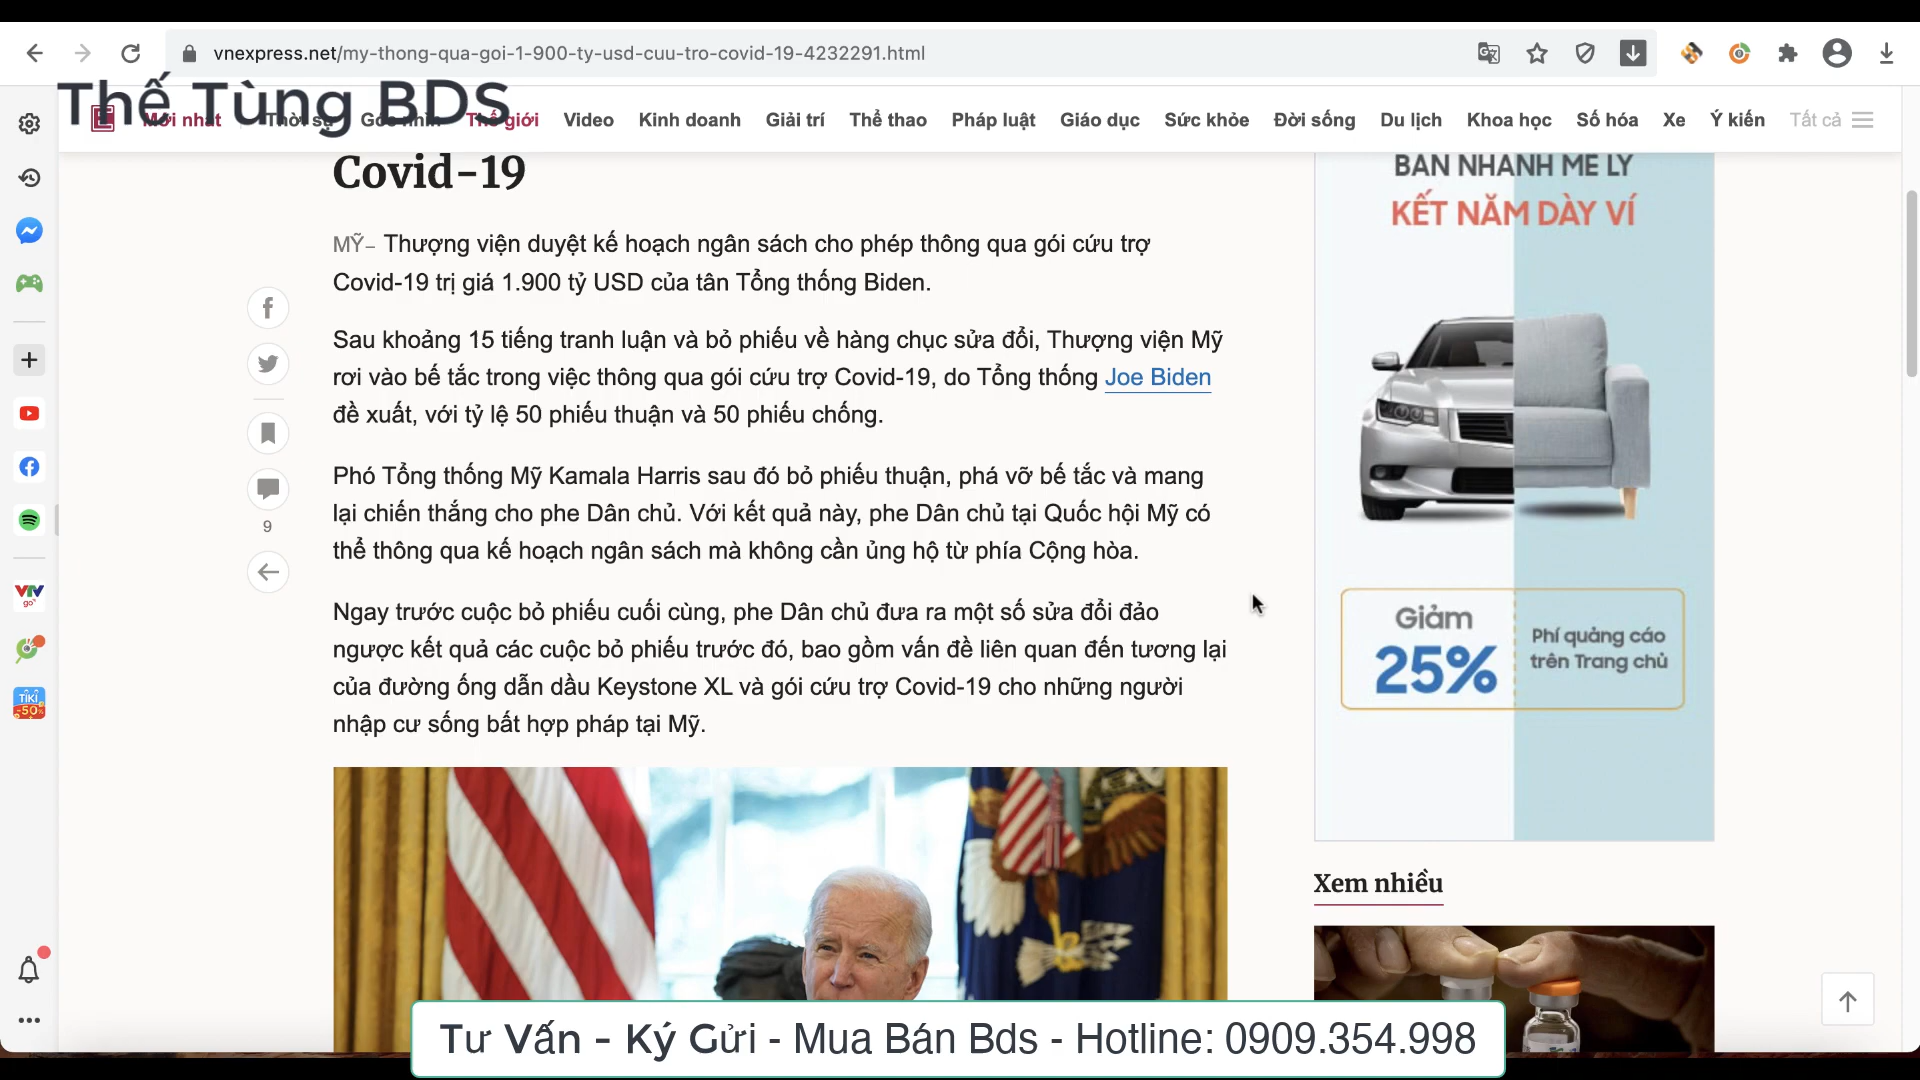 vnexpress.net/my-thong-qua-goi-1-900-ty-usd-cuu-tro-covid-19-4232291.html
Thế Tùng BDS
Mới nhất Thời sự Góc nhìn Thế giới Video Kinh doanh Giải trí Thể thao Pháp luật Giáo dục Sức khỏe Đời sống Du lịch Khoa học Số hóa Xe Ý kiến Tất cả
Covid-19
MỸ- Thượng viện duyệt kế hoạch ngân sách cho phép thông qua gói cứu trợ
Covid-19 trị giá 1.900 tỷ USD của tân Tổng thống Biden.
Sau khoảng 15 tiếng tranh luận và bỏ phiếu về hàng chục sửa đổi, Thượng viện Mỹ
rơi vào bế tắc trong việc thông qua gói cứu trợ Covid-19, do Tổng thống Joe Biden
đề xuất, với tỷ lệ 50 phiếu thuận và 50 phiếu chống.
Phó Tổng thống Mỹ Kamala Harris sau đó bỏ phiếu thuận, phá vỡ bế tắc và mang
lại chiến thắng cho phe Dân chủ. Với kết quả này, phe Dân chủ tại Quốc hội Mỹ có
thể thông qua kế hoạch ngân sách mà không cần ủng hộ từ phía Cộng hòa.
Ngay trước cuộc bỏ phiếu cuối cùng, phe Dân chủ đưa ra một số sửa đổi đảo
ngược kết quả các cuộc bỏ phiếu trước đó, bao gồm vấn đề liên quan đến tương lại
của đường ống dẫn dầu Keystone XL và gói cứu trợ Covid-19 cho những người
nhập cư sống bất hợp pháp tại Mỹ.
9
VTV
go
TIKI
-50%
BÁN NHANH MÊ LY
KẾT NĂM DÀY VÍ
Giảm
25%
Phí quảng cáo
trên Trang chủ
Xem nhiều
Tư Vấn - Ký Gửi - Mua Bán Bds - Hotline: 0909.354.998